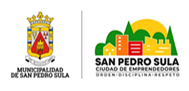 MUNICIPALIDAD
DE SAN PEDRO SULA
SAN PEDRO SULA
CIUDAD DE EMPRENDEDORES
ORDEN•DISCIPLINA•RESPETO